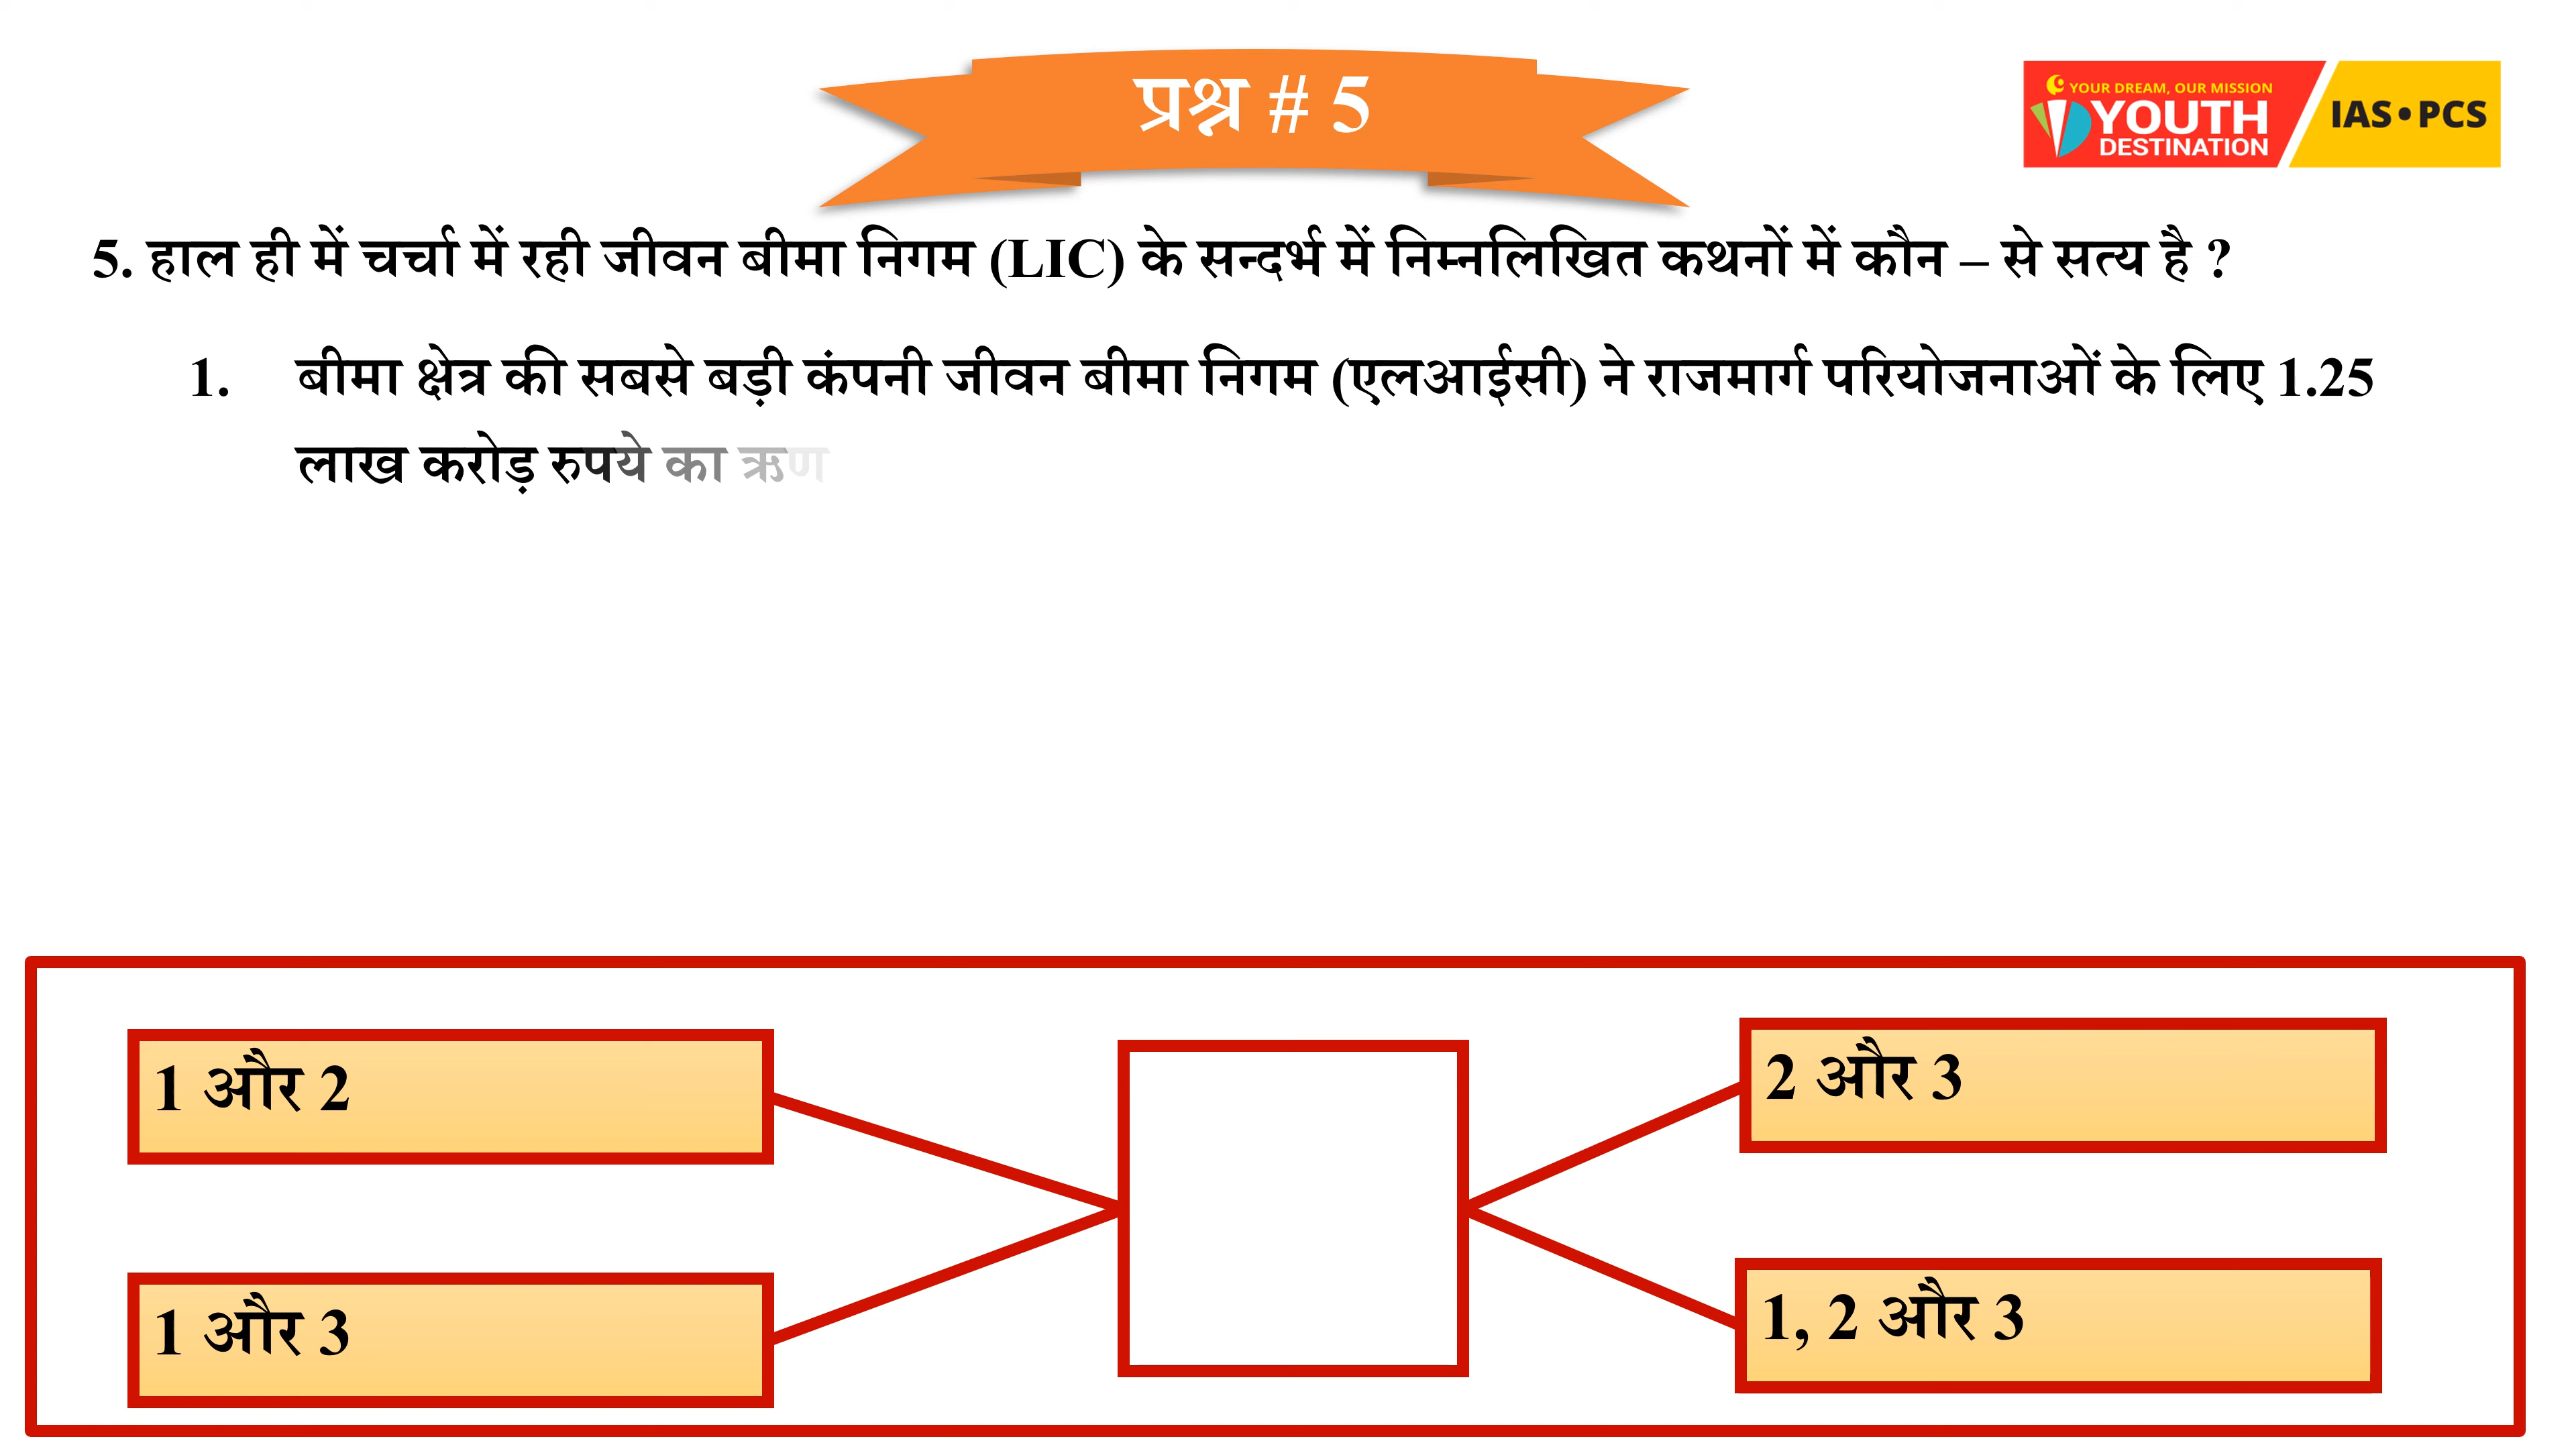 प्रश्न # 5
YOUR DREAM, OUR MISSION
YOUTH
DESTINATION
IAS • PCS
5. हाल ही में चर्चा में रही जीवन बीमा निगम (LIC) के सन्दर्भ में निम्नलिखित कथनों में कौन – से सत्य है ?
1. बीमा क्षेत्र की सबसे बड़ी कंपनी जीवन बीमा निगम (एलआईसी) ने राजमार्ग परियोजनाओं के लिए 1.25
लाख करोड़ रुपये का ऋण
1 और 2
2 और 3
1 और 3
1, 2 और 3